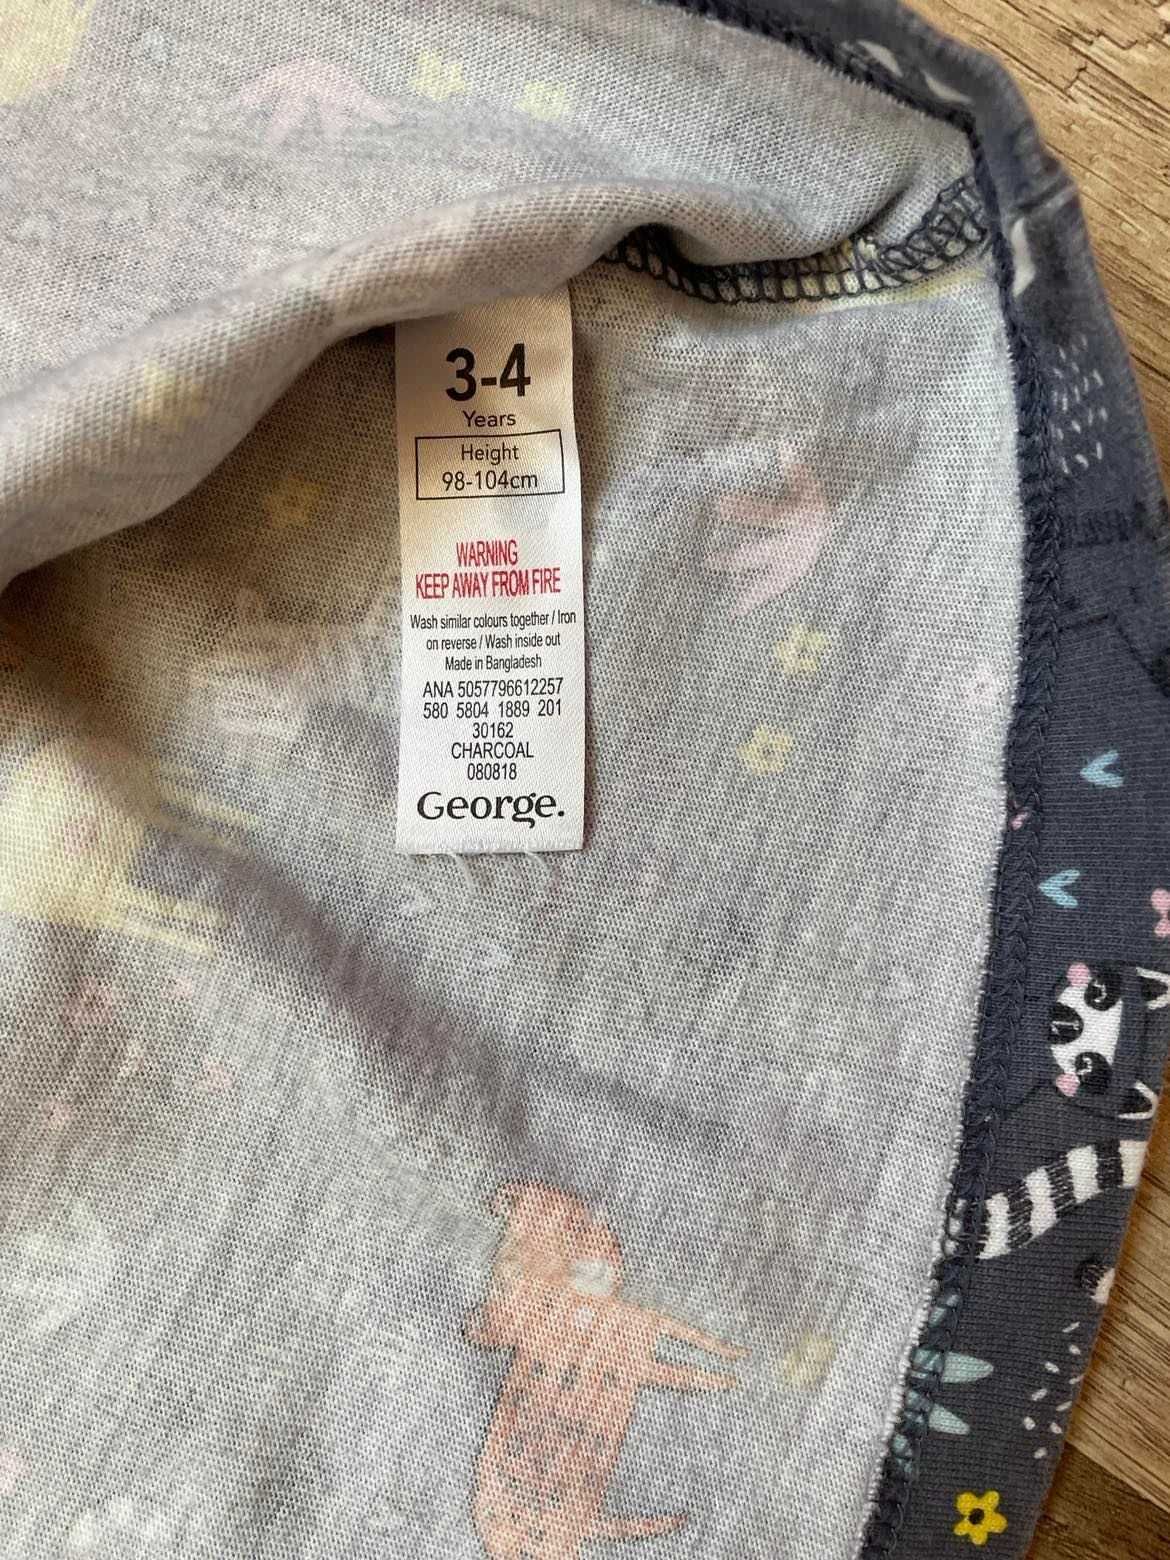 3-4
Years
Height
98-104cm
WARNING
KEEP AWAY FROM FIRE
Wash similar colours together / Iron
on reverse / Wash inside out
Made in Bangladesh
ANA 5057796612257
580 5804 1889 201
30162
CHARCOAL
080818
George.